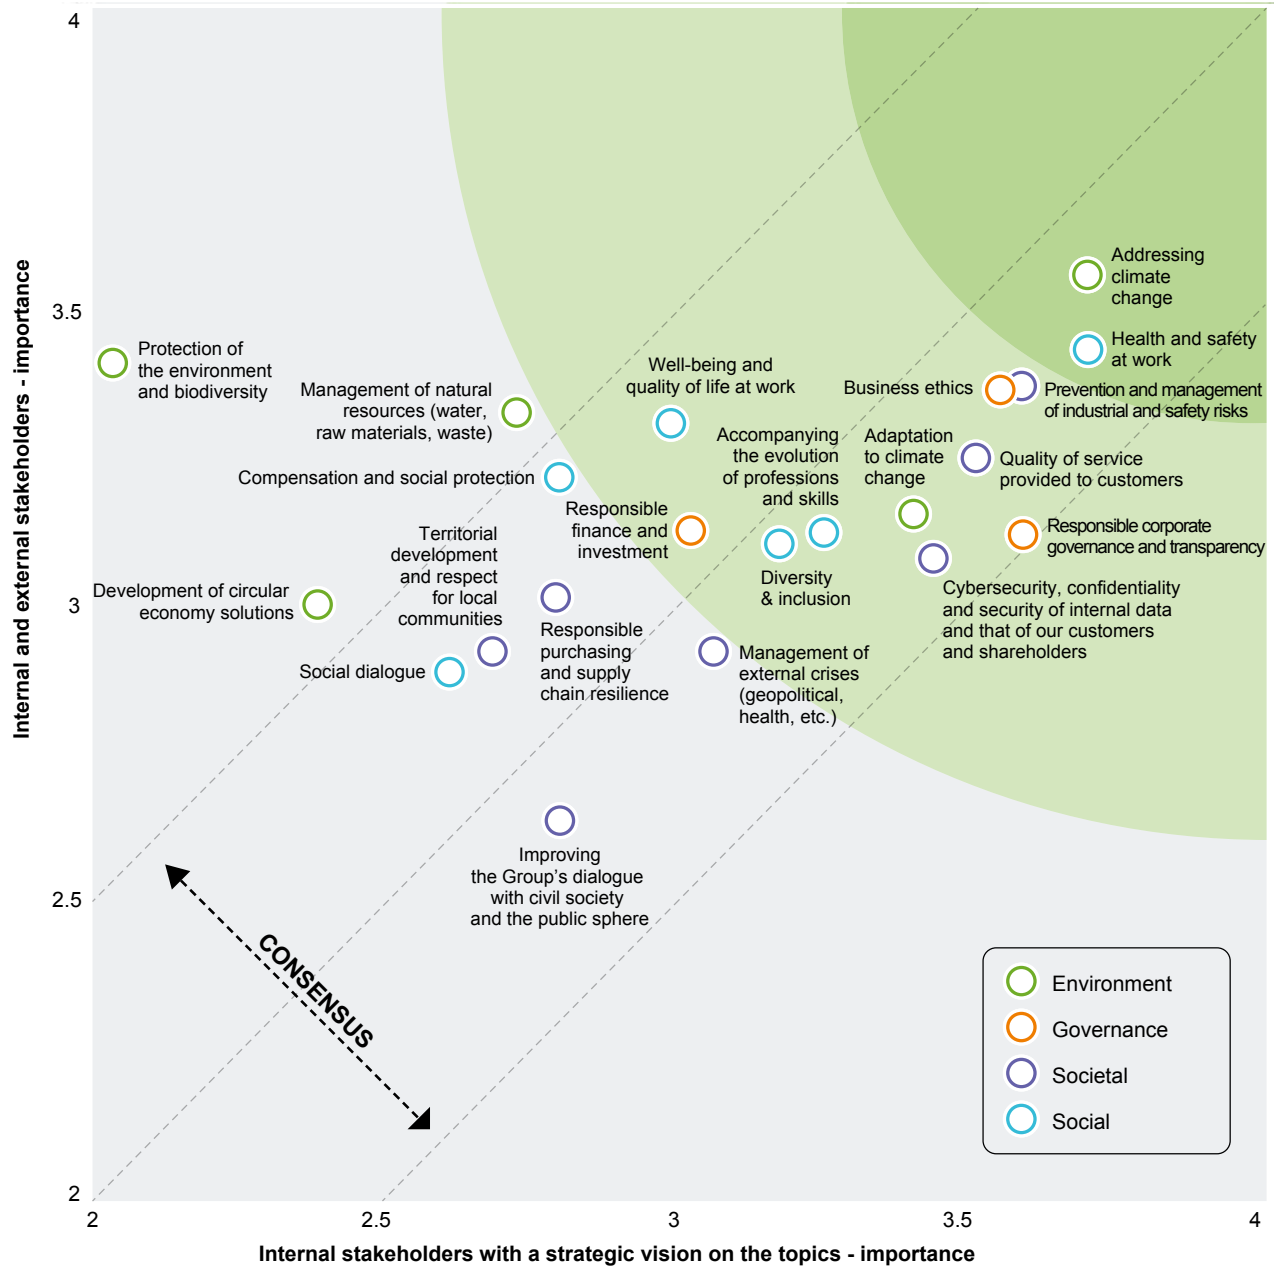 4
3.5
3
2.5
2
Internal and external stakeholders - importance
Addressing
climate
change
Health and safety
at work
Protection of
the environment
and biodiversity
Management of natural
resources (water,
raw materials, waste)
Well-being and
quality of life at work
Business ethics
Prevention and management
of industrial and safety risks
Accompanying
the evolution
of professions
and skills
Adaptation
to climate
change
Quality of service
provided to customers
Compensation and social protection
Responsible
finance and
investment
Responsible corporate
governance and transparency
Territorial
development
and respect
for local
communities
Development of circular
economy solutions
Diversity
& inclusion
Cybersecurity, confidentiality
and security of internal data
and that of our customers
and shareholders
Responsible
purchasing
and supply
chain resilience
Social dialogue
Management of
external crises
(geopolitical,
health, etc.)
Improving
the Group’s dialogue
with civil society
and the public sphere
CONSENSUS
Environment
Governance
Societal
Social
2
2.5
3
3.5
4
Internal stakeholders with a strategic vision on the topics - importance